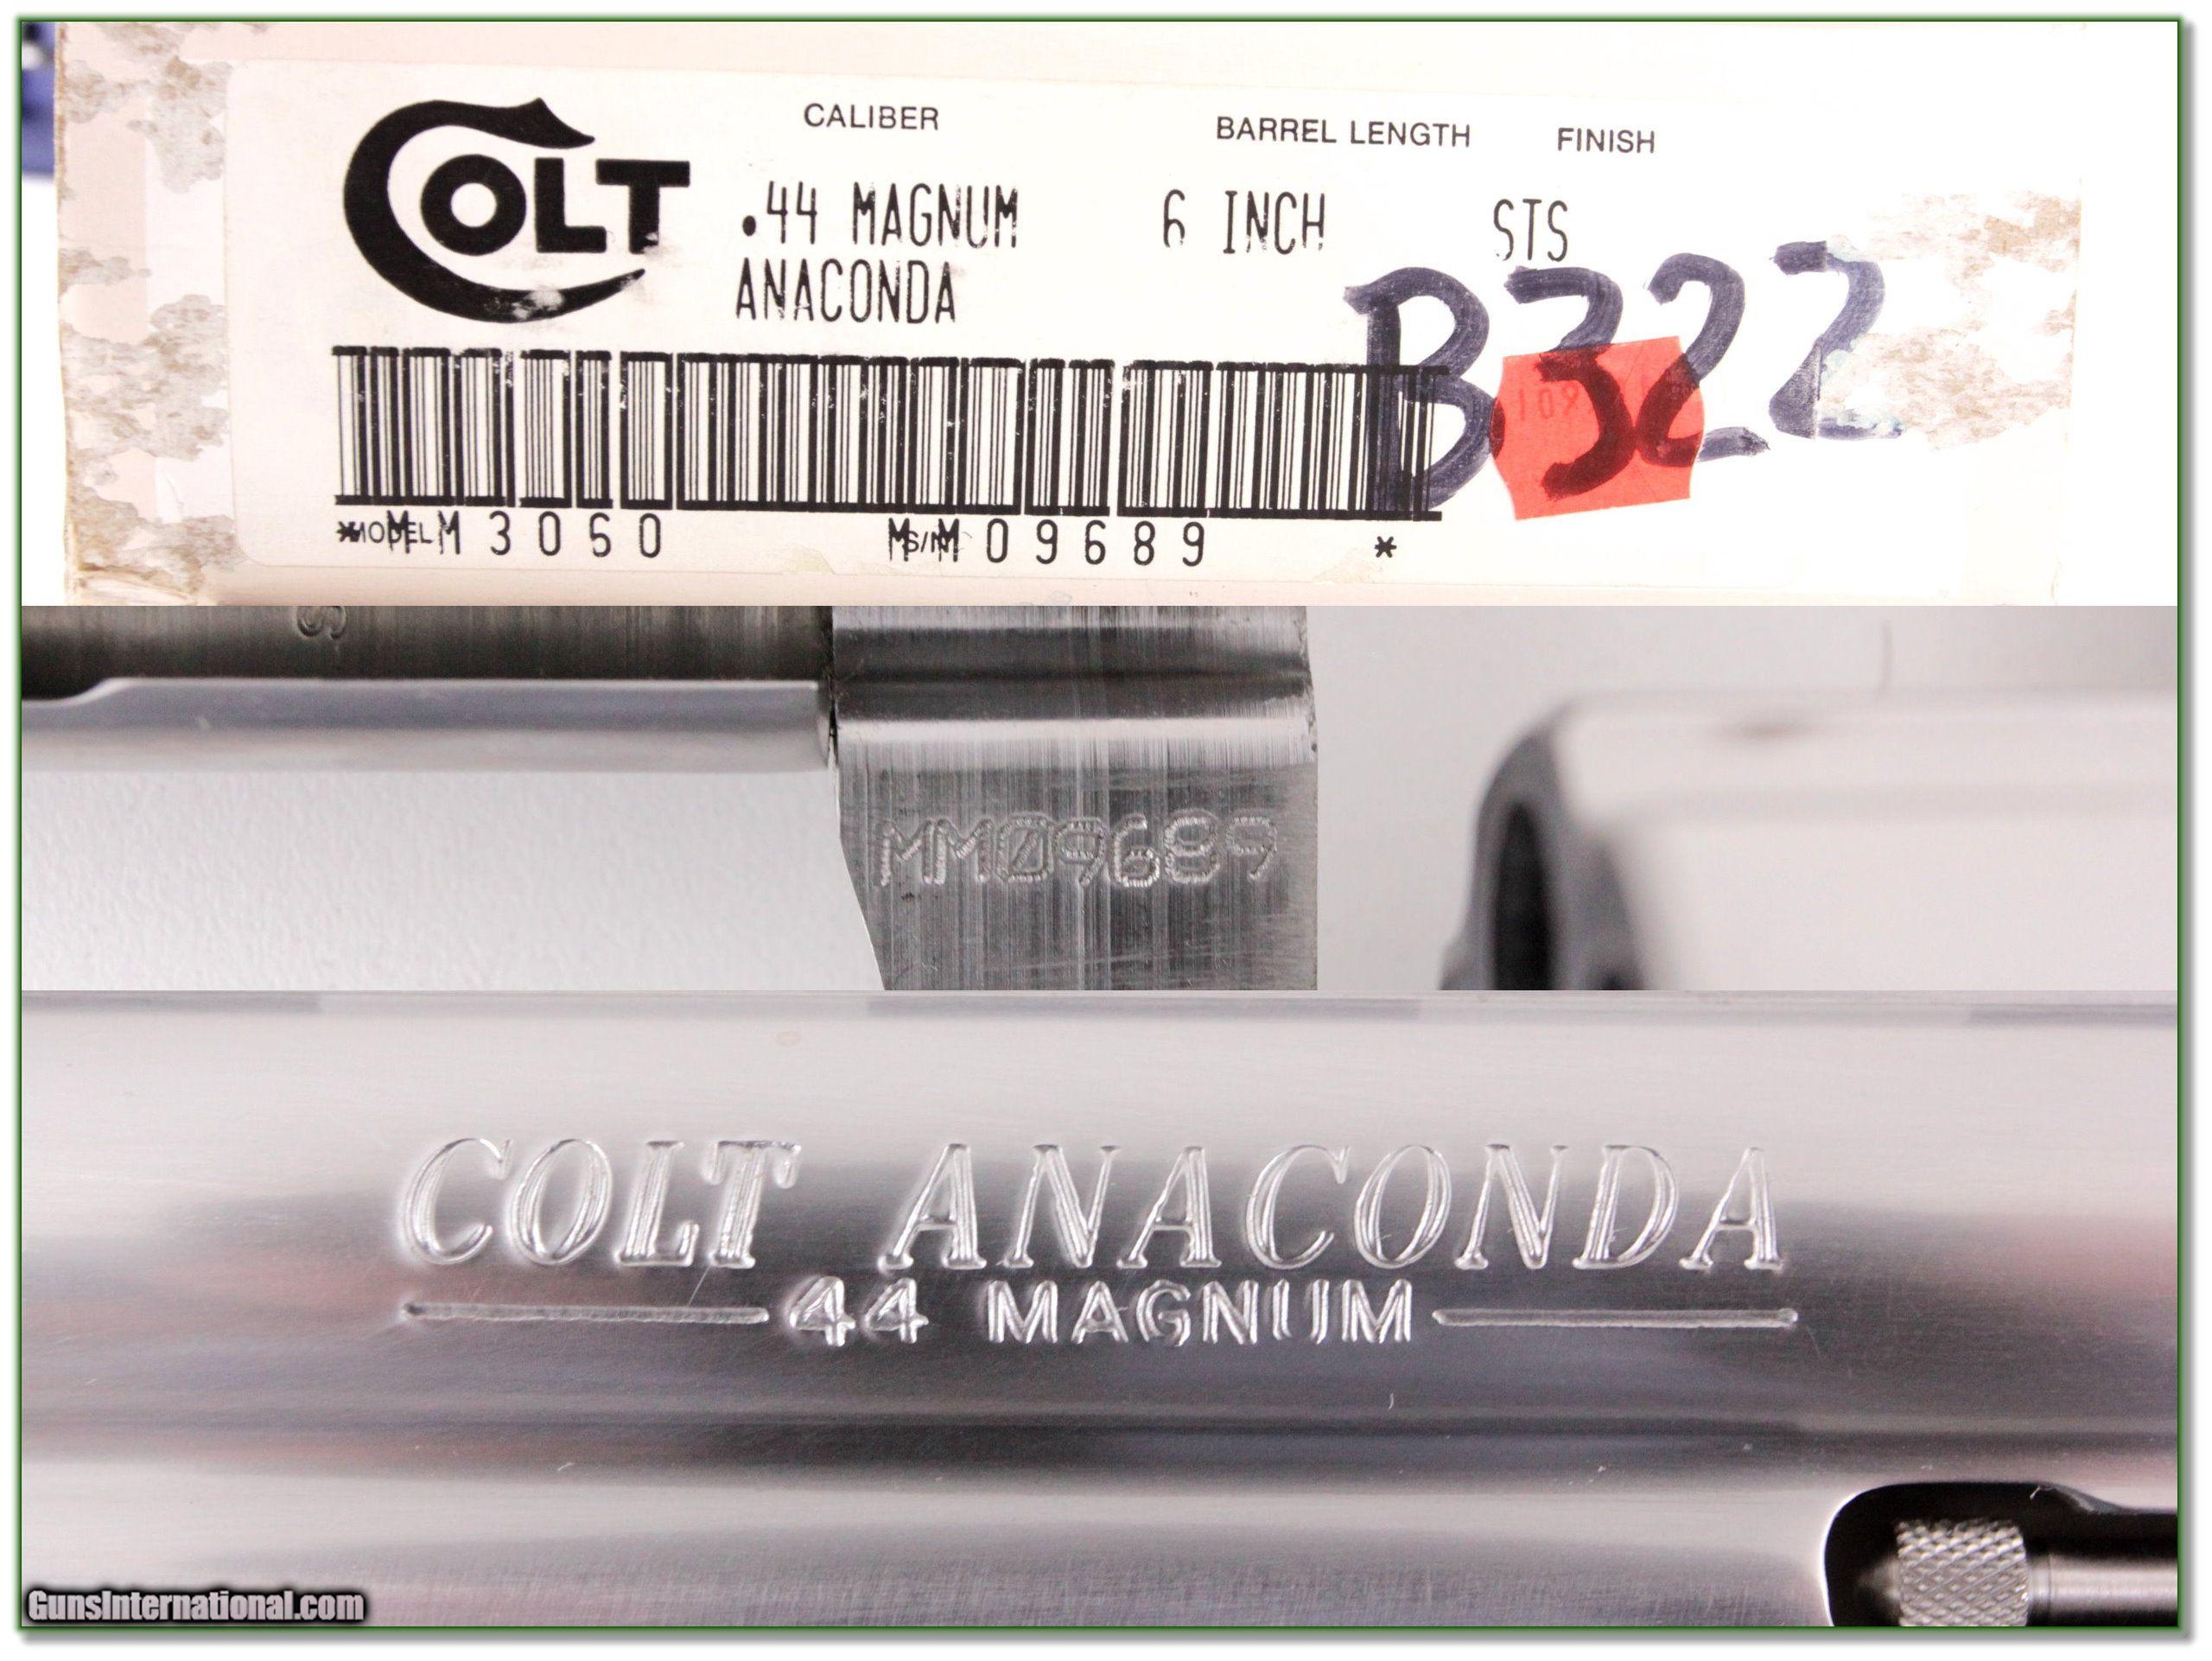 COLT
CALIBER BARREL LENGTH FINISH
.44 MAGNUM 6 INCH STS
ANACONDA
B322
*MODEL MM3060 S/N MM09689 *
S
MM09689
COLT ANACONDA
44 MAGNUM
GunsInternational.com